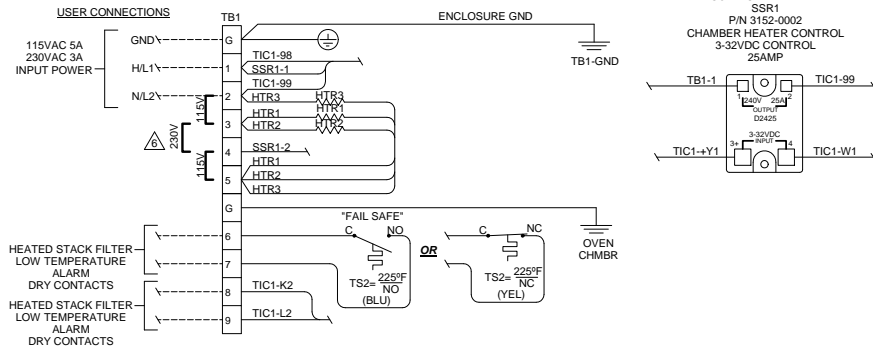 USER CONNECTIONS
TB1
ENCLOSURE GND
115VAC 5A
230VAC 3A
INPUT POWER
GND
H/L1
N/L2
G
1
2
3
4
5
G
6
7
8
9
TIC1-98
SSR1-1
TIC1-99
HTR3
HTR3
HTR1
HTR1
HTR2
HTR2
SSR1-2
HTR1
HTR2
HTR3
115V
230V
115V
6
TB1-GND
OVEN
CHMBR
HEATED STACK FILTER
LOW TEMPERATURE
ALARM
DRY CONTACTS
HEATED STACK FILTER
LOW TEMPERATURE
ALARM
DRY CONTACTS
"FAIL SAFE"
C
NO
TS2= 225ºF
NO
(BLU)
OR
C
NC
TS2= 225ºF
NC
(YEL)
TIC1-K2
TIC1-L2
SSR1
P/N 3152-0002
CHAMBER HEATER CONTROL
3-32VDC CONTROL
25AMP
TB1-1
TIC1-99
1
2
240V
25A
OUTPUT
D2425
3-32VDC
INPUT
3+
4
TIC1-+Y1
TIC1-W1